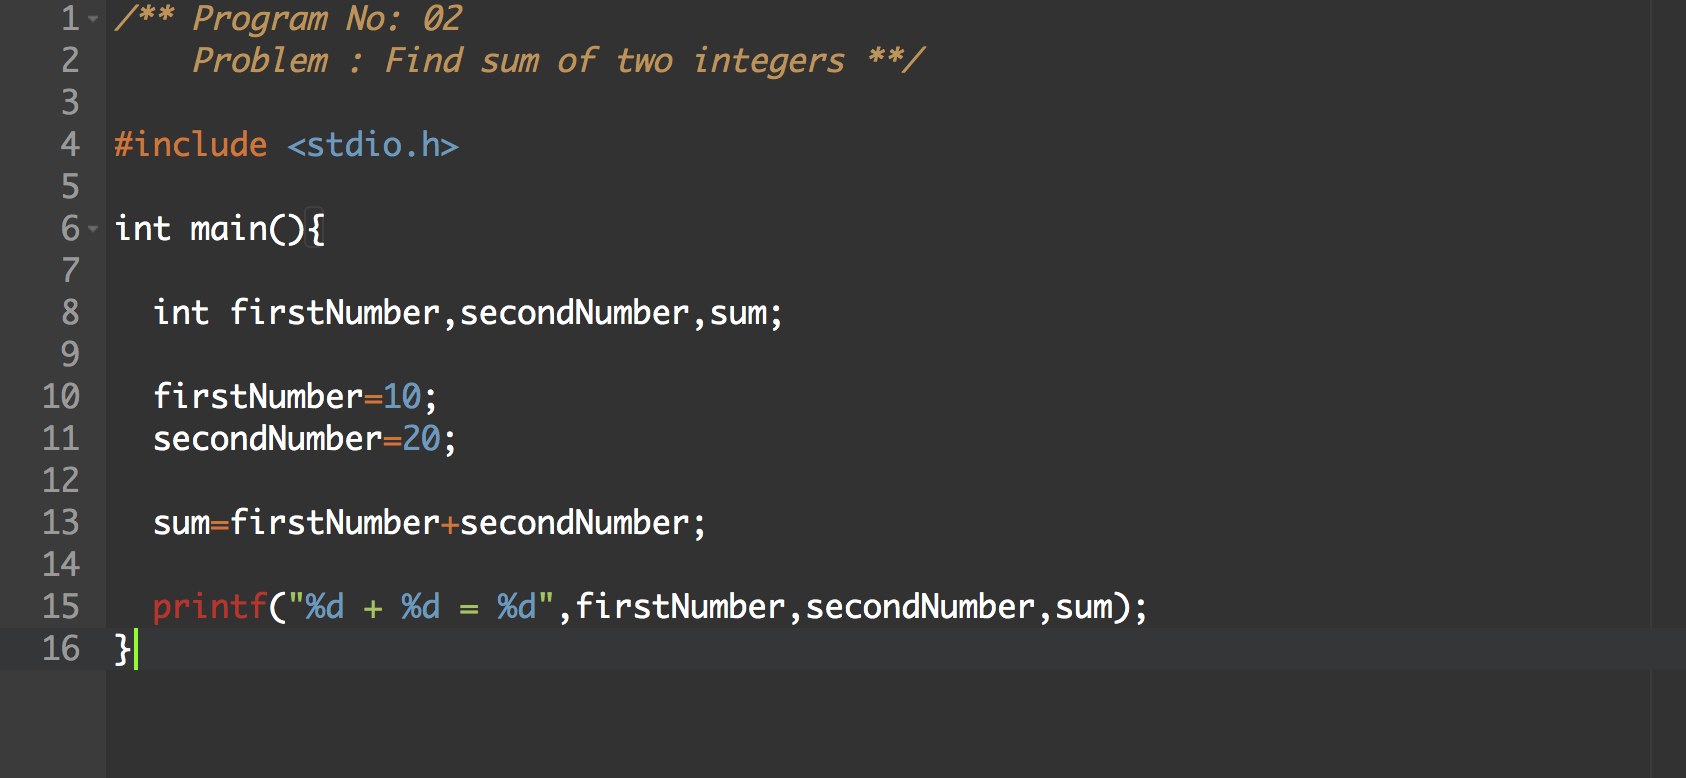 1 /** Program No: 02
2     Problem : Find sum of two integers **/
3
4 #include <stdio.h>
5
6 int main(){
7
8   int firstNumber,secondNumber,sum;
9
10   firstNumber=10;
11   secondNumber=20;
12
13   sum=firstNumber+secondNumber;
14
15   printf("%d + %d = %d",firstNumber,secondNumber,sum);
16 }